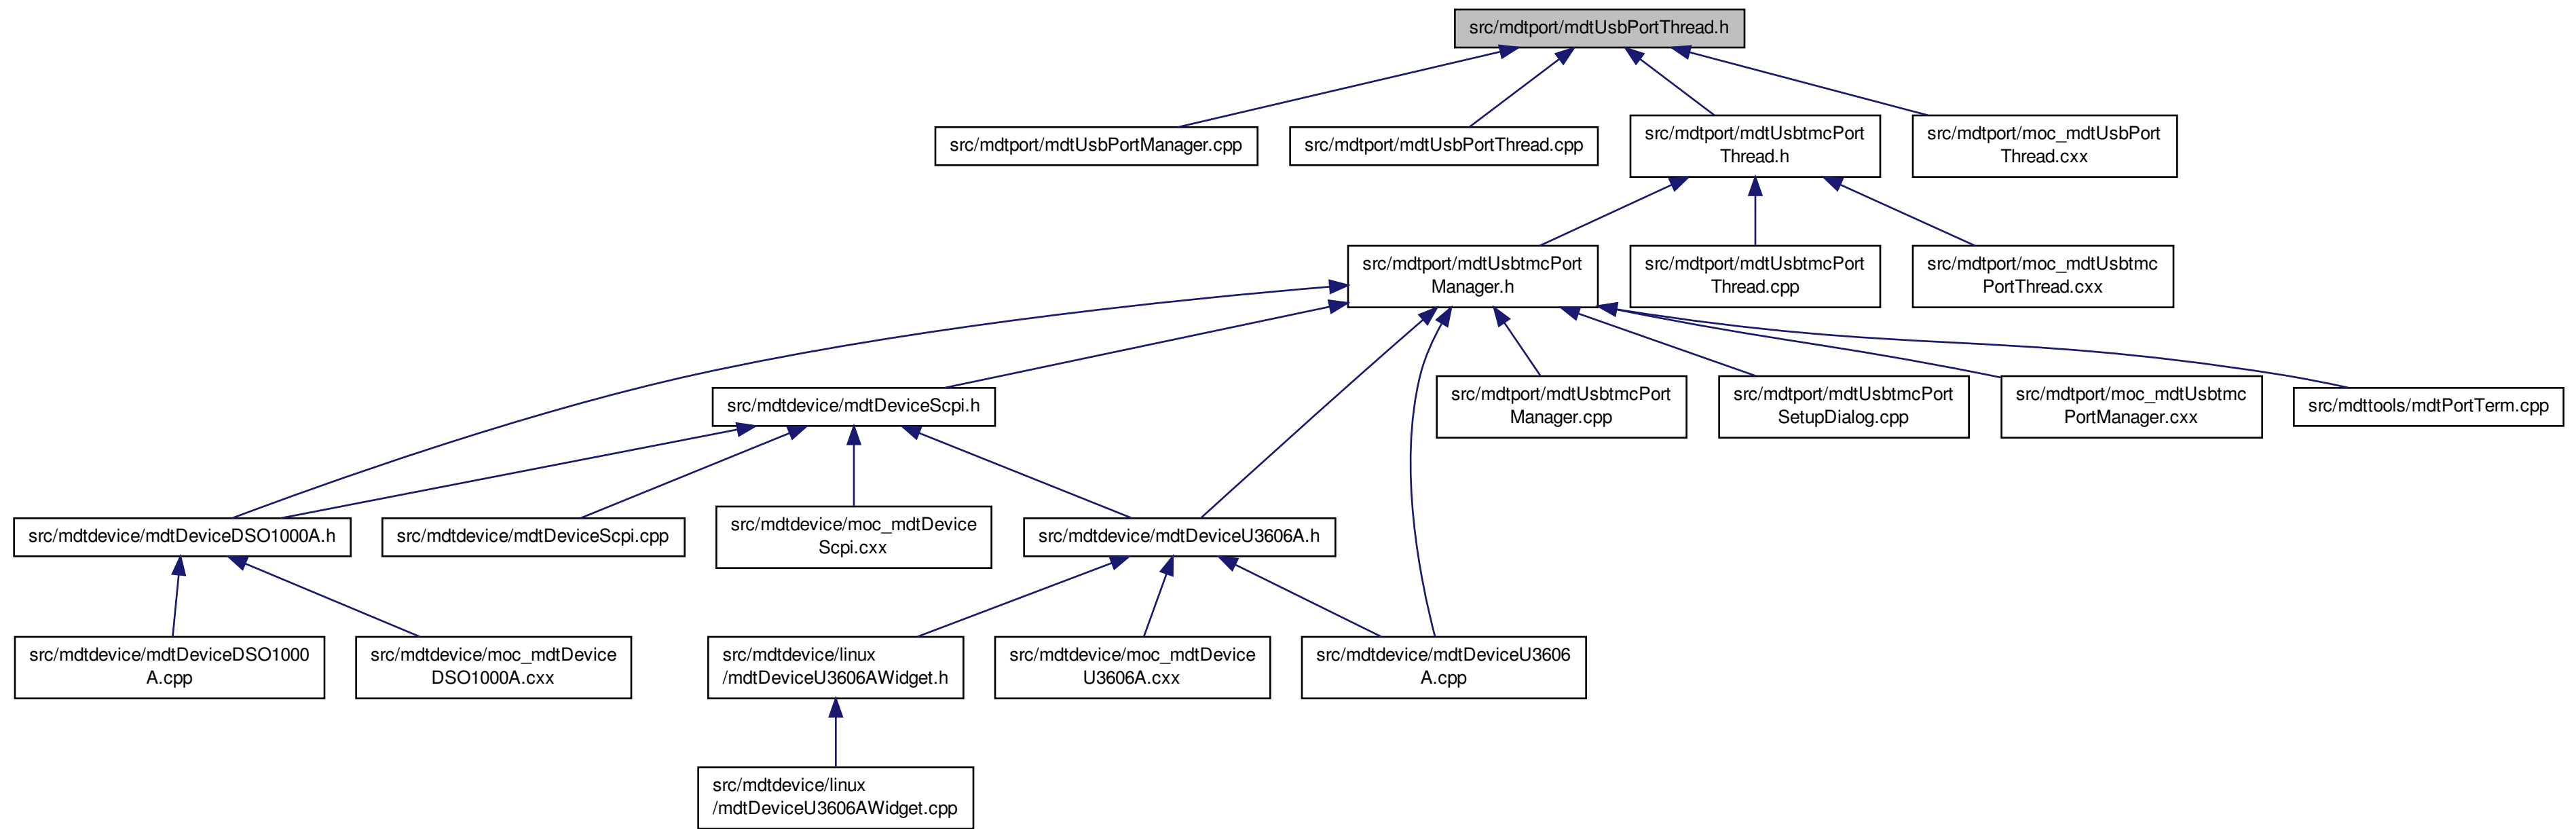 src/mdtport/mdtUsbPortThread.h
src/mdtport/mdtUsbPortManager.cpp
src/mdtport/mdtUsbPortThread.cpp
src/mdtport/mdtUsbtmcPort
Thread.h
src/mdtport/moc_mdtUsbPort
Thread.cxx
src/mdtport/mdtUsbtmcPort
Manager.h
src/mdtport/mdtUsbtmcPort
Thread.cpp
src/mdtport/moc_mdtUsbtmc
PortThread.cxx
src/mdtdevice/mdtDeviceScpi.h
src/mdtport/mdtUsbtmcPort
Manager.cpp
src/mdtport/mdtUsbtmcPort
SetupDialog.cpp
src/mdtport/moc_mdtUsbtmc
PortManager.cxx
src/mdttools/mdtPortTerm.cpp
src/mdtdevice/mdtDeviceDSO1000A.h
src/mdtdevice/mdtDeviceScpi.cpp
src/mdtdevice/moc_mdtDevice
Scpi.cxx
src/mdtdevice/mdtDeviceU3606A.h
src/mdtdevice/mdtDeviceDSO1000
A.cpp
src/mdtdevice/moc_mdtDevice
DSO1000A.cxx
src/mdtdevice/linux
/mdtDeviceU3606AWidget.h
src/mdtdevice/moc_mdtDevice
U3606A.cxx
src/mdtdevice/mdtDeviceU3606
A.cpp
src/mdtdevice/linux
/mdtDeviceU3606AWidget.cpp